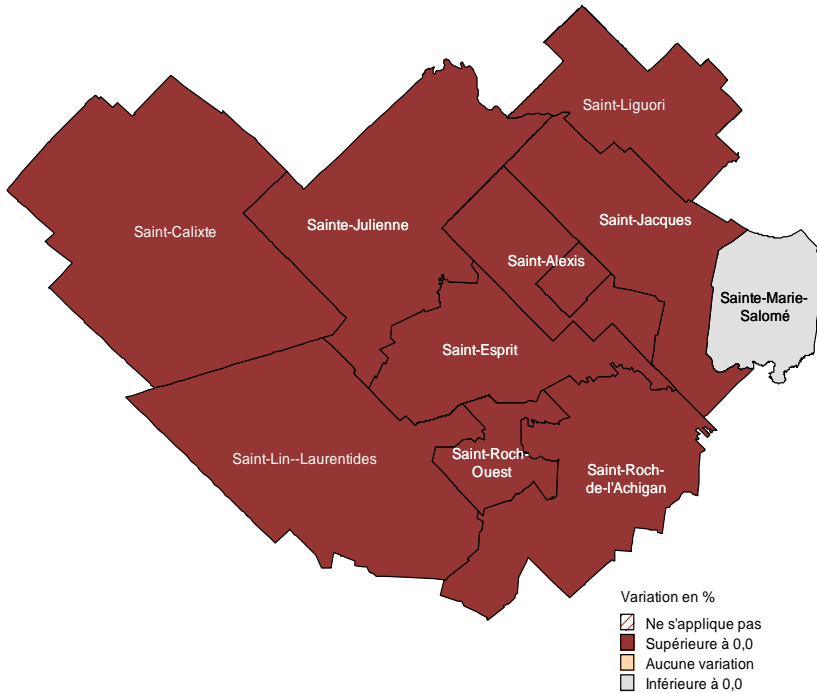 Saint-Liguori
Saint-Calixte
Sainte-Julienne
Saint-Jacques
Saint-Alexis
Sainte-Marie-
Salomé
Saint-Esprit
Saint-Lin--Laurentides
Saint-Roch-
Ouest
Saint-Roch-
de-l'Achigan
Variation en %
Ne s'applique pas
Supérieure à 0,0
Aucune variation
Inférieure à 0,0